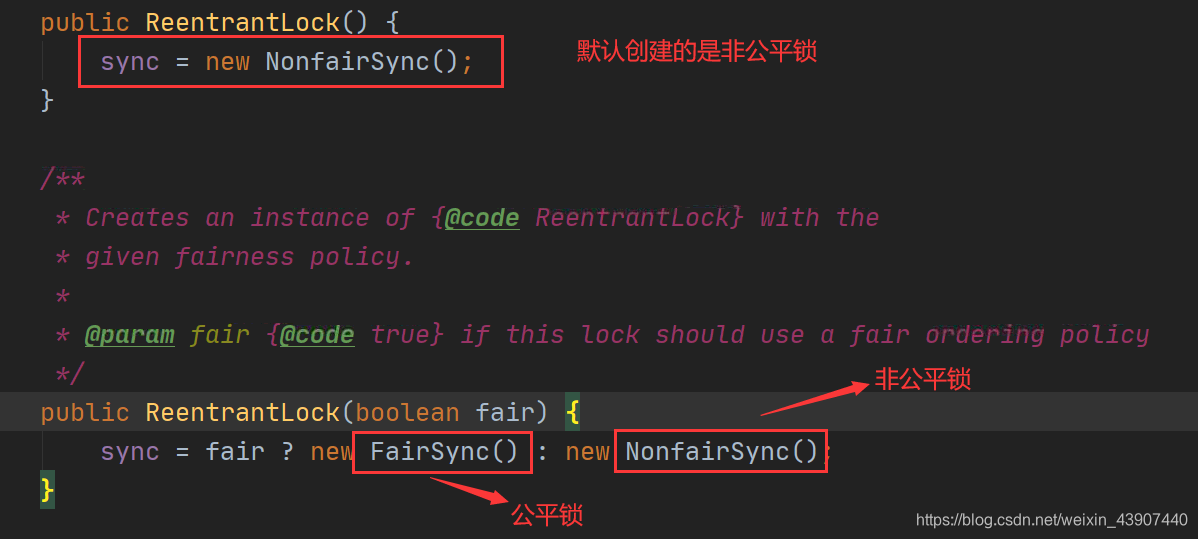 public ReentrantLock() {
sync = new NonfairSync();
默认创建的是非公平锁
}
/**
* Creates an instance of {@code ReentrantLock} with the
* given fairness policy.
*
* @param fair {@code true} if this lock should use a fair ordering policy
*/
非公平锁
public ReentrantLock(boolean fair) {
sync = fair ? new FairSync() : new NonfairSync();
}
公平锁
https://blog.csdn.net/weixin_43907440